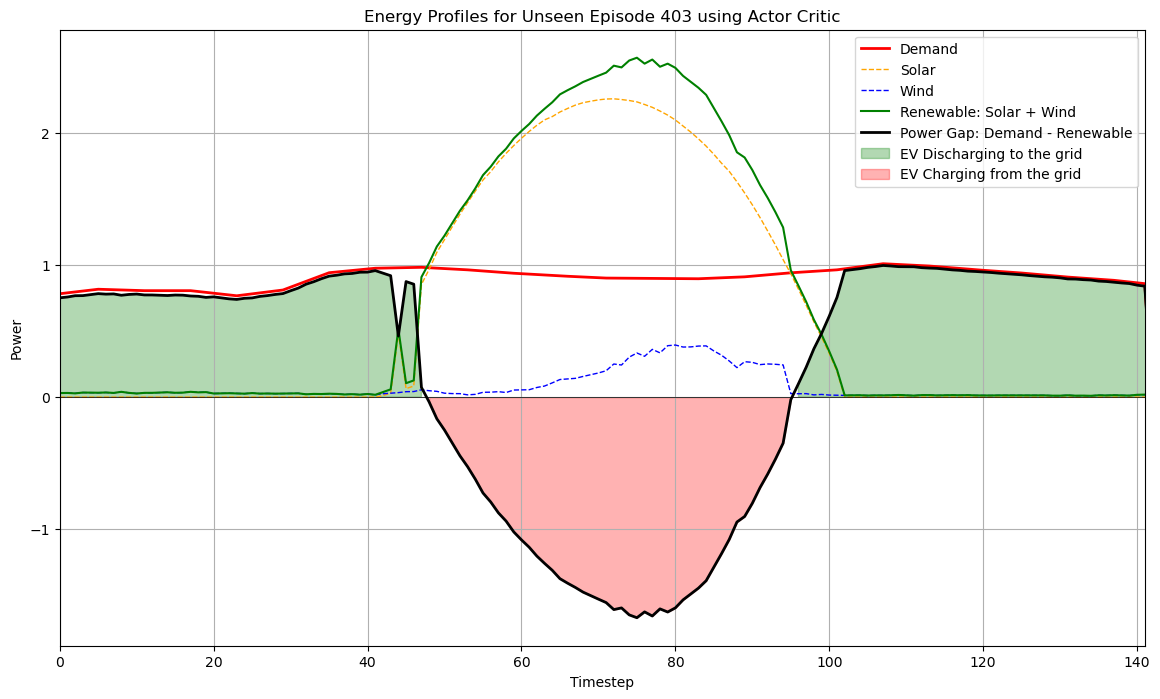 Energy Profiles for Unseen Episode 403 using Actor Critic
Demand
Solar
Wind
Renewable: Solar + Wind
Power Gap: Demand - Renewable
EV Discharging to the grid
EV Charging from the grid
Power
2
1
0
−1
0 20 40 60 80 100 120 140
Timestep